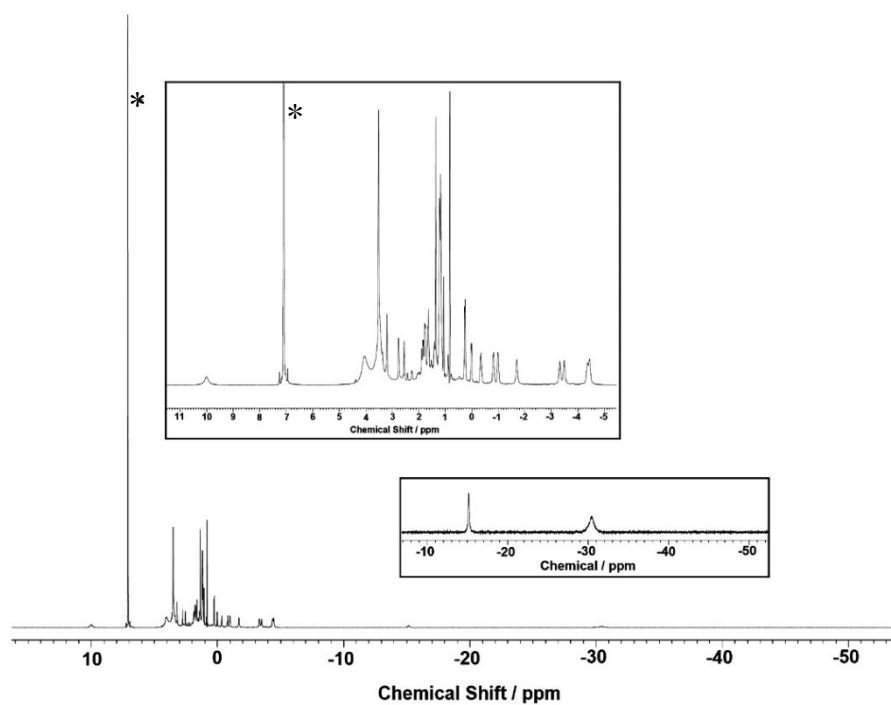 *
*
11 10 9 8 7 6 5 4 3 2 1 0 -1 -2 -3 -4 -5
Chemical Shift / ppm
-10 -20 -30 -40 -50
Chemical / ppm
10 0 -10 -20 -30 -40 -50
Chemical Shift / ppm